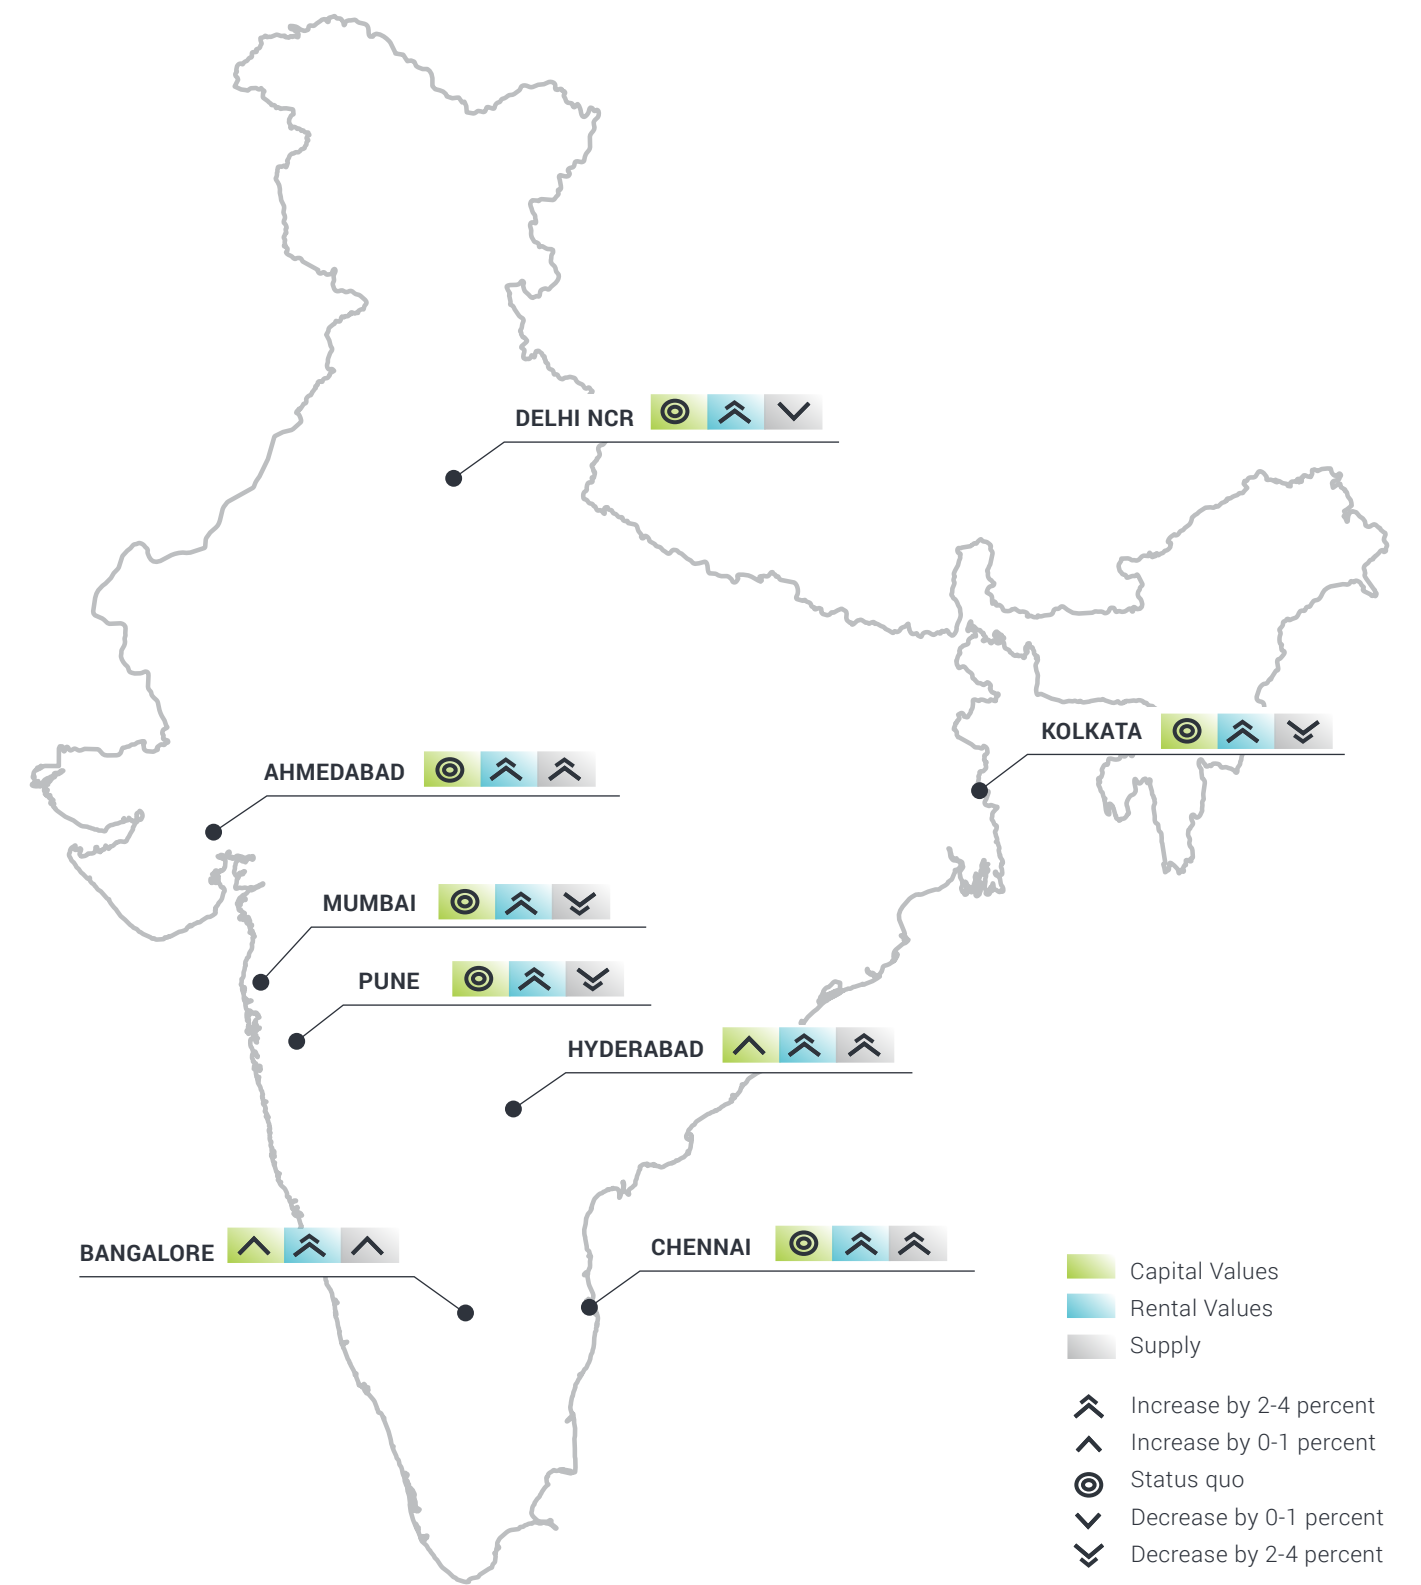 DELHI NCR
KOLKATA
AHMEDABAD
MUMBAI
PUNE
HYDERABAD
BANGALORE
CHENNAI
Capital Values
Rental Values
Supply
Increase by 2-4 percent
Increase by 0-1 percent
Status quo
Decrease by 0-1 percent
Decrease by 2-4 percent